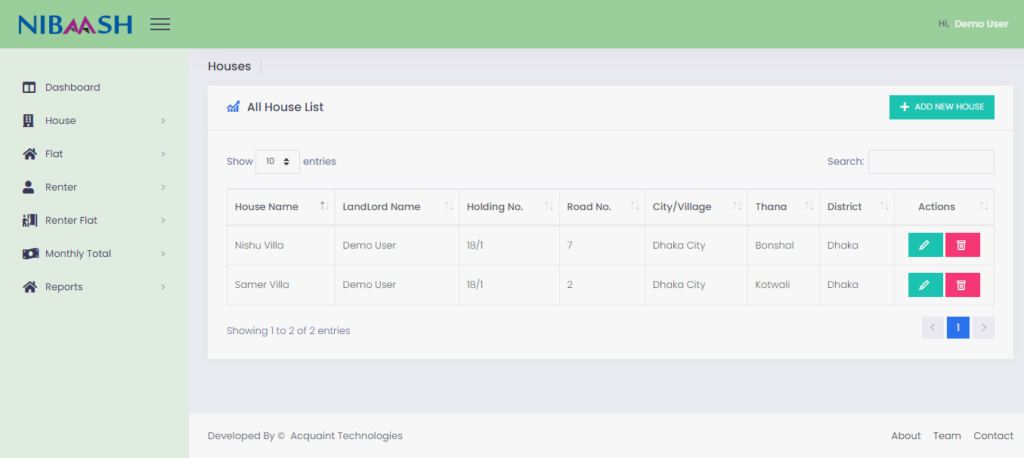 NIBAASH
Hi, Demo User
Dashboard
House
Flat
Renter
Renter Flat
Monthly Total
Reports
Houses
All House List
ADD NEW HOUSE
Show 10 entries
Search:
House Name LandLord Name Holding No. Road No. City/Village Thana District Actions
Nishu Villa Demo User 18/1 7 Dhaka City Bonshal Dhaka
Samer Villa Demo User 18/1 2 Dhaka City Kotwali Dhaka
Showing 1 to 2 of 2 entries
1
Developed By © Acquaint Technologies
About Team Contact